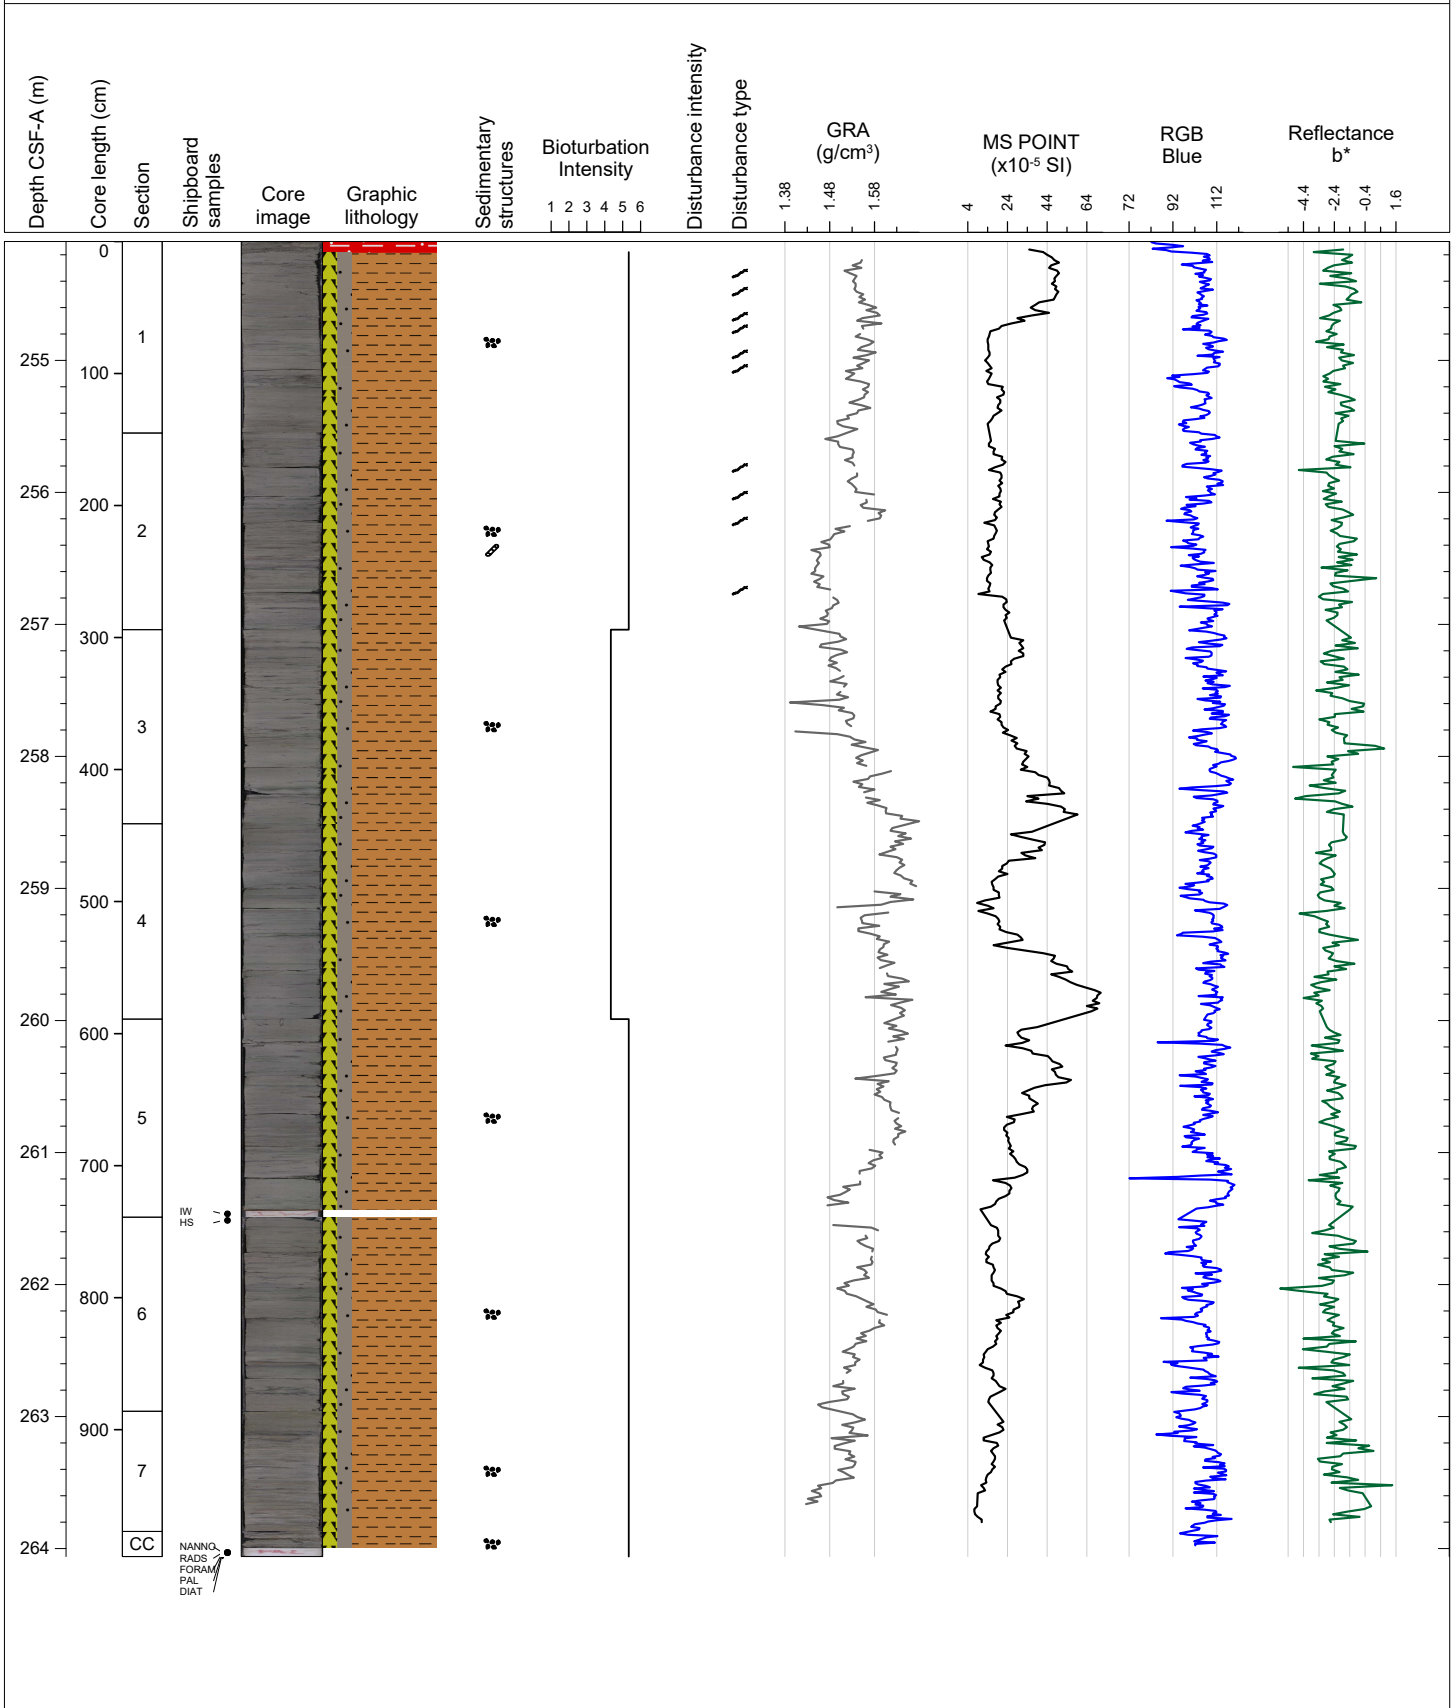 Depth CSF-A (m)
Core length (cm)
Section
Shipboard
samples
Core
image
Graphic
lithology
Sedimentary
structures
Bioturbation
Intensity
1 2 3 4 5 6
Disturbance intensity
Disturbance type
GRA
(g/cm³)
1.38 1.48 1.58
MS POINT
(x10⁻⁵ SI)
4 24 44 64
RGB
Blue
72 92 112
Reflectance
b*
-4.4 -2.4 -0.4 1.6
0
1
255
100
256
200
2
257
300
3
258
400
259
500
4
260
600
5
261
700
IW
HS
262
800
6
263
900
7
CC
264
NANNO
RADS
FORAM
PAL
DIAT